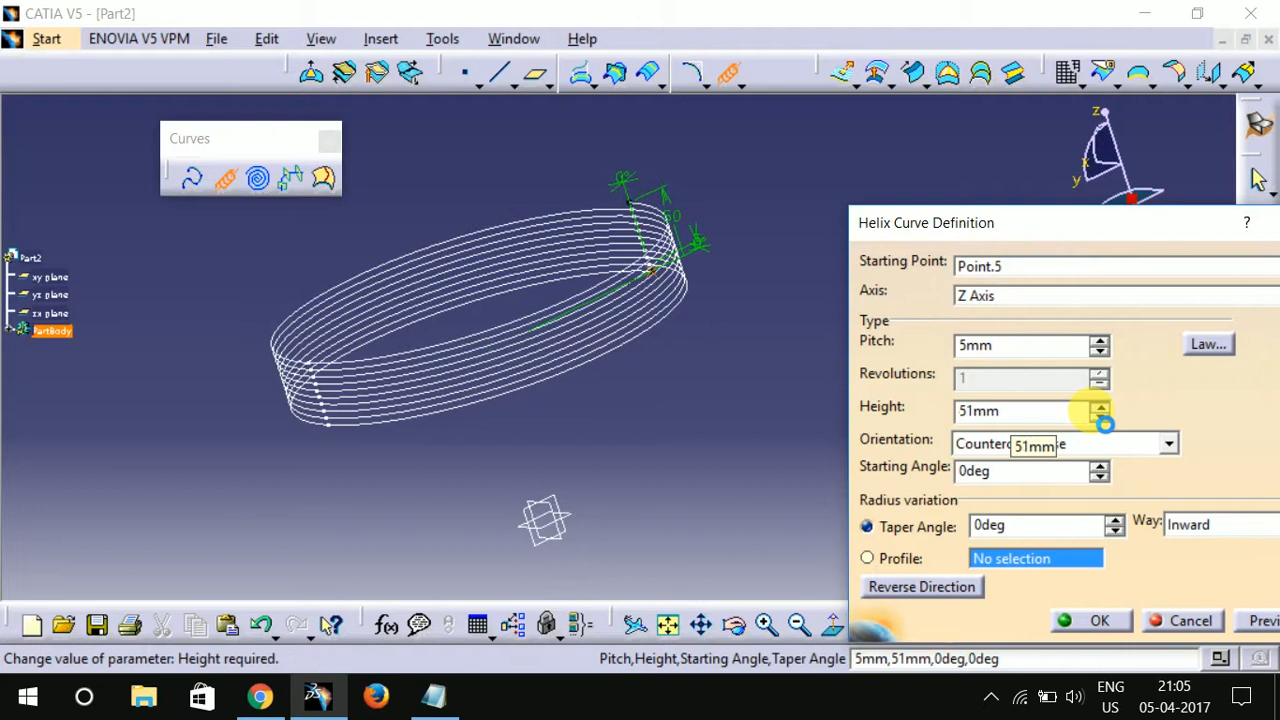 CATIA V5 - [Part2]
Start ENOVIA V5 VPM File Edit View Insert Tools Window Help
Curves
z
x
y
60
Part2
xy plane
yz plane
zx plane
PartBody
Helix Curve Definition ?
Starting Point: Point.5
Axis: Z Axis
Type
Pitch: 5mm Law...
Revolutions: 1
Height: 51mm
Orientation: 
51mm
Starting Angle: 0deg
Radius variation
Taper Angle: 0deg Way: Inward
Profile: No selection
Reverse Direction
OK Cancel
f(x)
Change value of parameter: Height required. Pitch,Height,Starting Angle,Taper Angle 5mm,51mm,0deg,0deg
ENG 21:05
US 05-04-2017